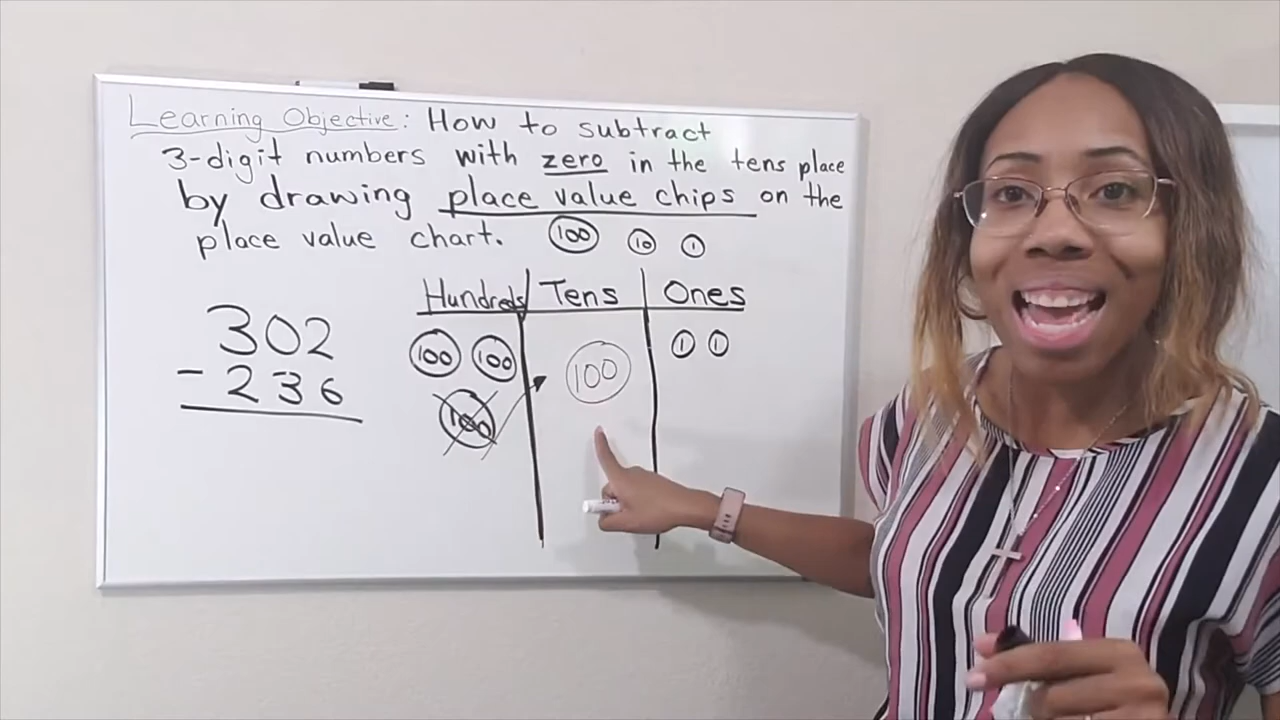 Learning Objective: How to subtract
3-digit numbers with zero in the tens place
by drawing place value chips on the
place value chart. 100 10 1
Hundreds Tens Ones
302
- 236
100 100 100 1 1
100